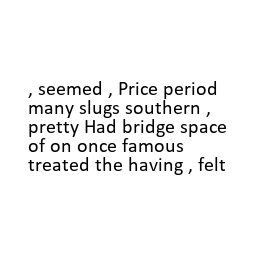 , seemed , Price period
many slugs southern ,
pretty Had bridge space
of on once famous
treated the having , felt